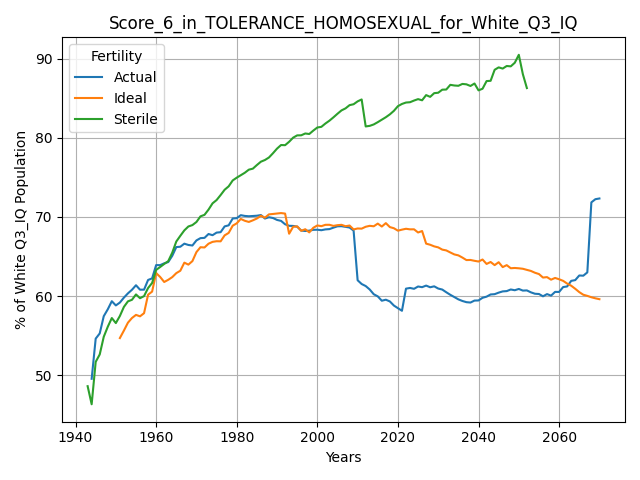 Score_6_in_TOLERANCE_HOMOSEXUAL_for_White_Q3_IQ
Fertility
Actual
Ideal
Sterile
% of White Q3_IQ Population
90
80
70
60
50
1940
1960
1980
2000
2020
2040
2060
Years